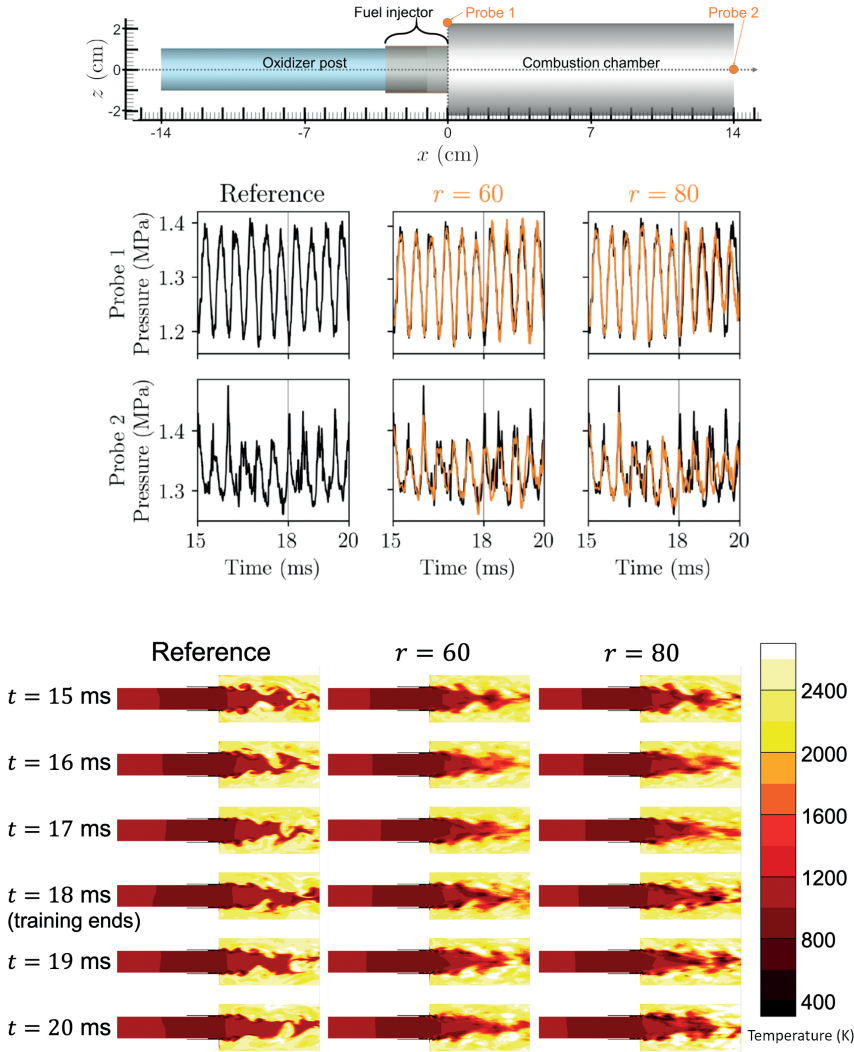 Fuel injector
Probe 1
Probe 2
Oxidizer post
Combustion chamber
z (cm)
2
0
-2
-14
-7
0
7
14
x (cm)
Reference
r = 60
r = 80
Probe 1
Pressure (MPa)
1.4
1.3
1.2
Probe 2
Pressure (MPa)
1.4
1.3
15
18
20
15
18
20
15
18
20
Time (ms)
Time (ms)
Time (ms)
Reference
r = 60
r = 80
t = 15 ms
t = 16 ms
t = 17 ms
t = 18 ms
(training ends)
t = 19 ms
t = 20 ms
2400
2000
1600
1200
800
400
Temperature (K)